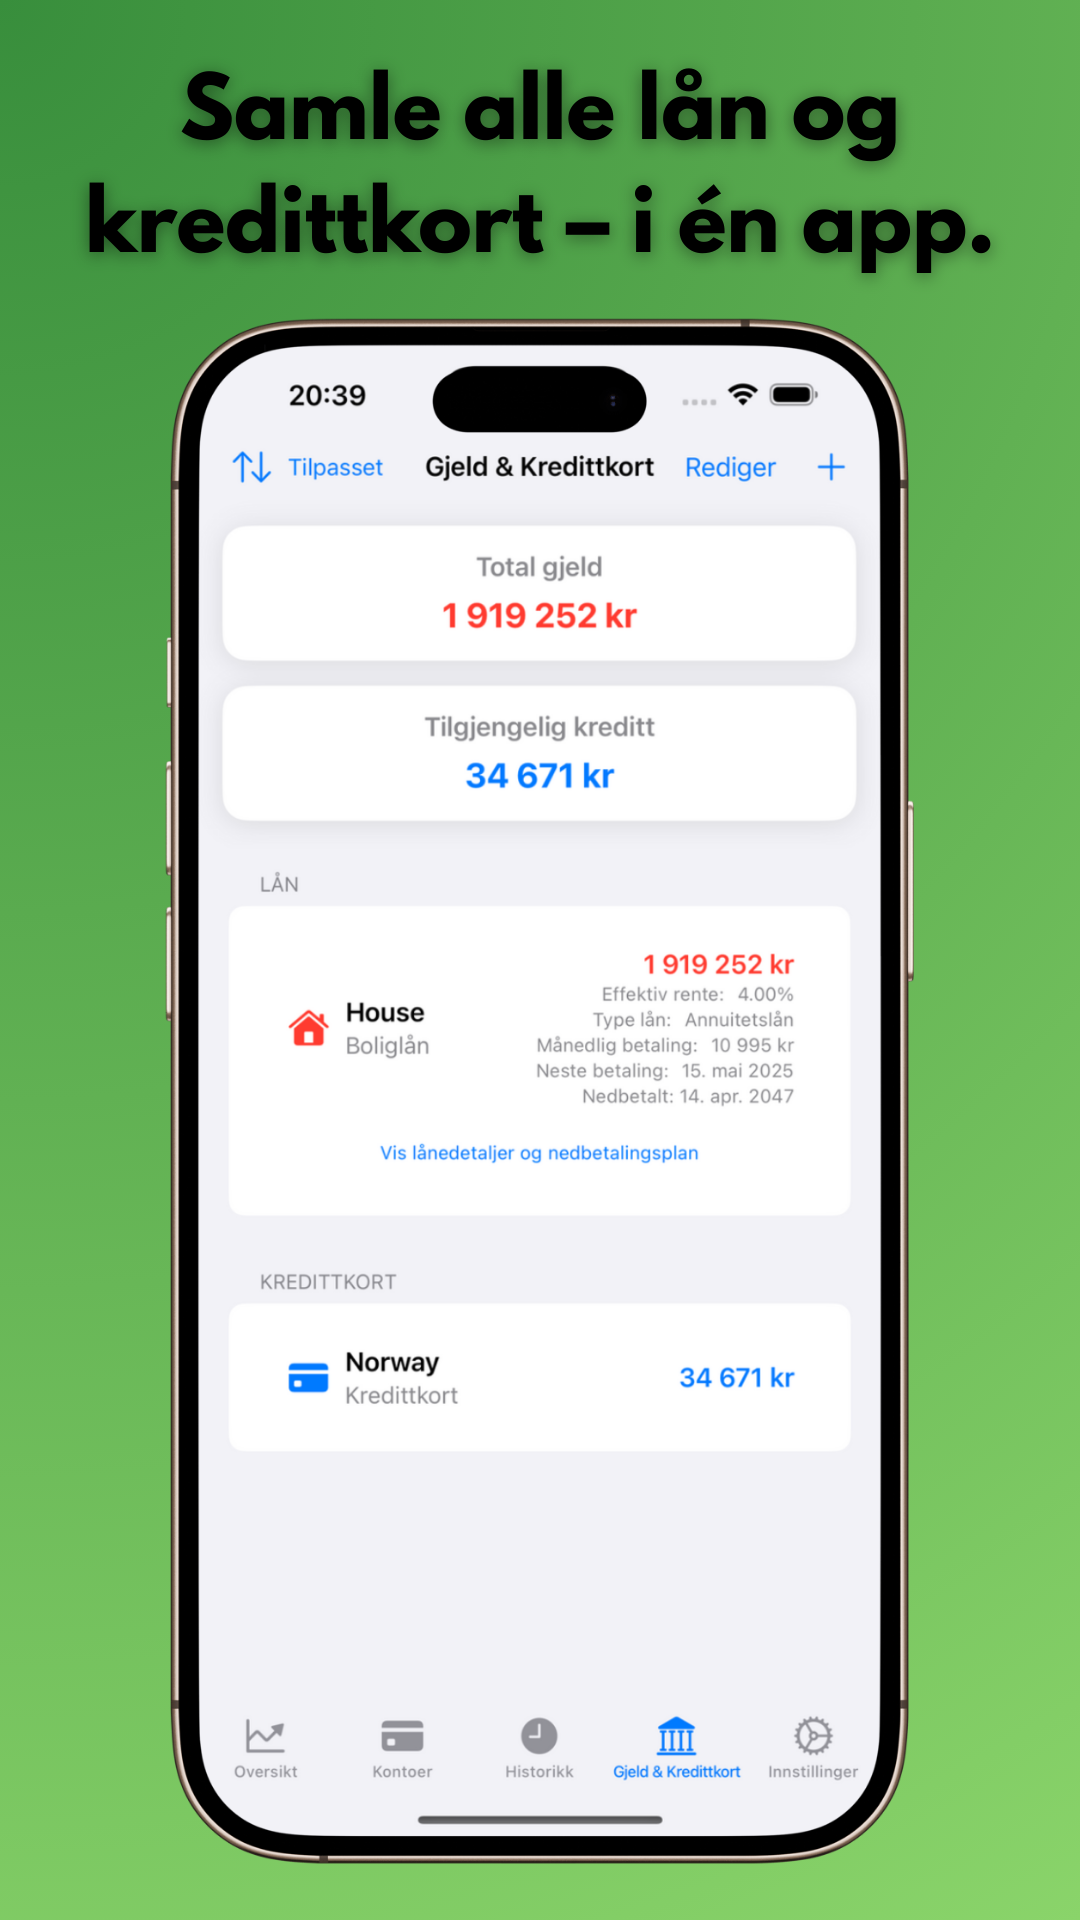 Samle alle lån og
kredittkort – i én app.
20:39
Tilpasset
Gjeld & Kredittkort
Rediger
Total gjeld
1 919 252 kr
Tilgjengelig kreditt
34 671 kr
LÅN
House
Boliglån
1 919 252 kr
Effektiv rente: 4.00%
Type lån: Annuitetslån
Månedlig betaling: 10 995 kr
Neste betaling: 15. mai 2025
Nedbetalt: 14. apr. 2047
Vis lånedetaljer og nedbetalingsplan
KREDITTKORT
Norway
Kredittkort
34 671 kr
Oversikt
Kontoer
Historikk
Gjeld & Kredittkort
Innstillinger